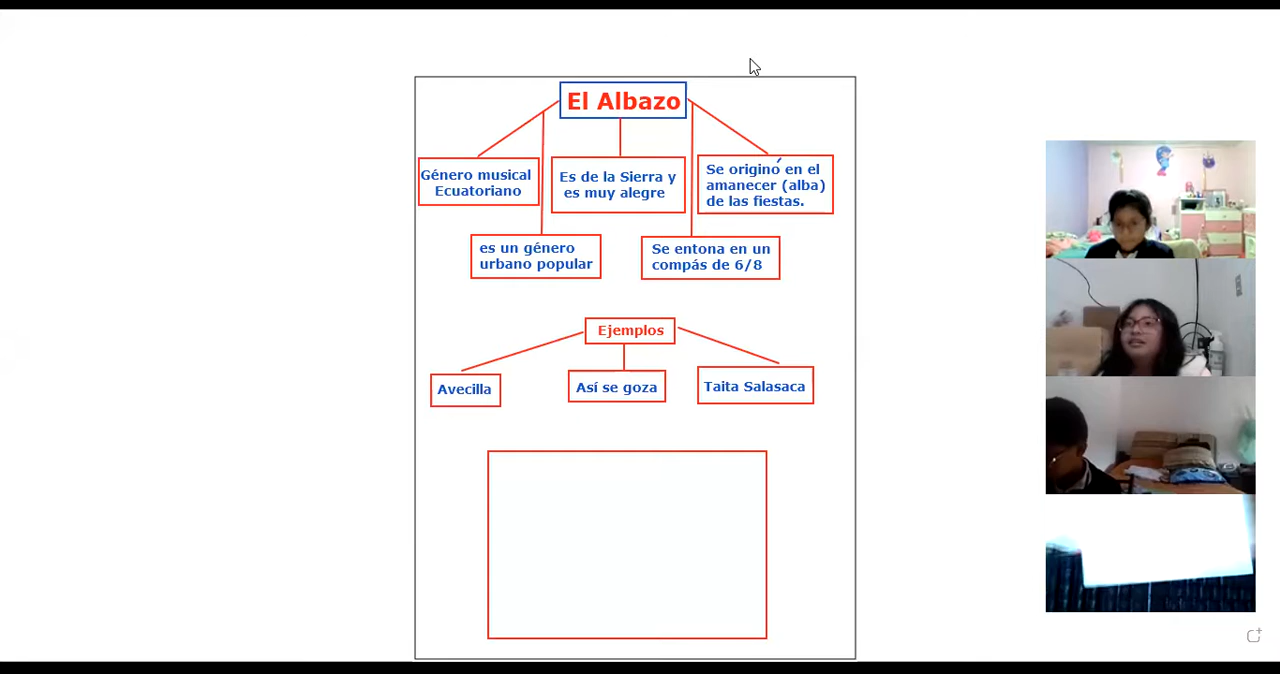 El Albazo
Género musical
Ecuatoriano
Es de la Sierra y
es muy alegre
Se originó en el
amanecer (alba)
de las fiestas.
es un género
urbano popular
Se entona en un
compás de 6/8
Ejemplos
Avecilla
Así se goza
Taita Salasaca